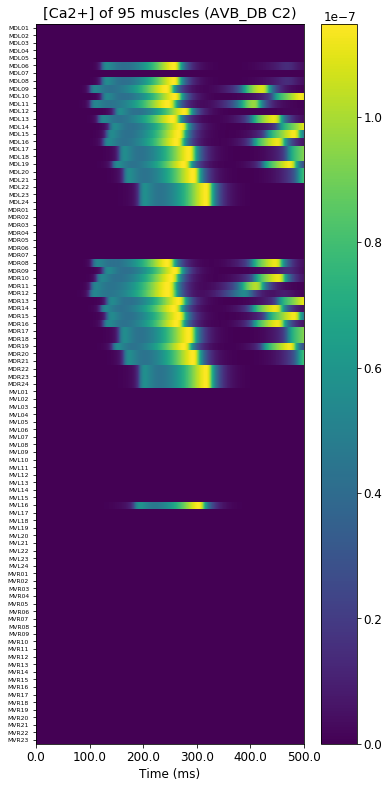 [Ca2+] of 95 muscles (AVB_DB C2)
1e−7
MDL01
MDL02
MDL03
MDL04
MDL05
MDL06
MDL07
MDL08
MDL09
MDL10
MDL11
MDL12
MDL13
MDL14
MDL15
MDL16
MDL17
MDL18
MDL19
MDL20
MDL21
MDL22
MDL23
MDL24
MDR01
MDR02
MDR03
MDR04
MDR05
MDR06
MDR07
MDR08
MDR09
MDR10
MDR11
MDR12
MDR13
MDR14
MDR15
MDR16
MDR17
MDR18
MDR19
MDR20
MDR21
MDR22
MDR23
MDR24
MVL01
MVL02
MVL03
MVL04
MVL05
MVL06
MVL07
MVL08
MVL09
MVL10
MVL11
MVL12
MVL13
MVL14
MVL15
MVL16
MVL17
MVL18
MVL19
MVL20
MVL21
MVL22
MVL23
MVL24
MVR01
MVR02
MVR03
MVR04
MVR05
MVR06
MVR07
MVR08
MVR09
MVR10
MVR11
MVR12
MVR13
MVR14
MVR15
MVR16
MVR17
MVR18
MVR19
MVR20
MVR21
MVR22
MVR23
0.0 100.0 200.0 300.0 400.0 500.0
Time (ms)
1.0
0.8
0.6
0.4
0.2
0.0